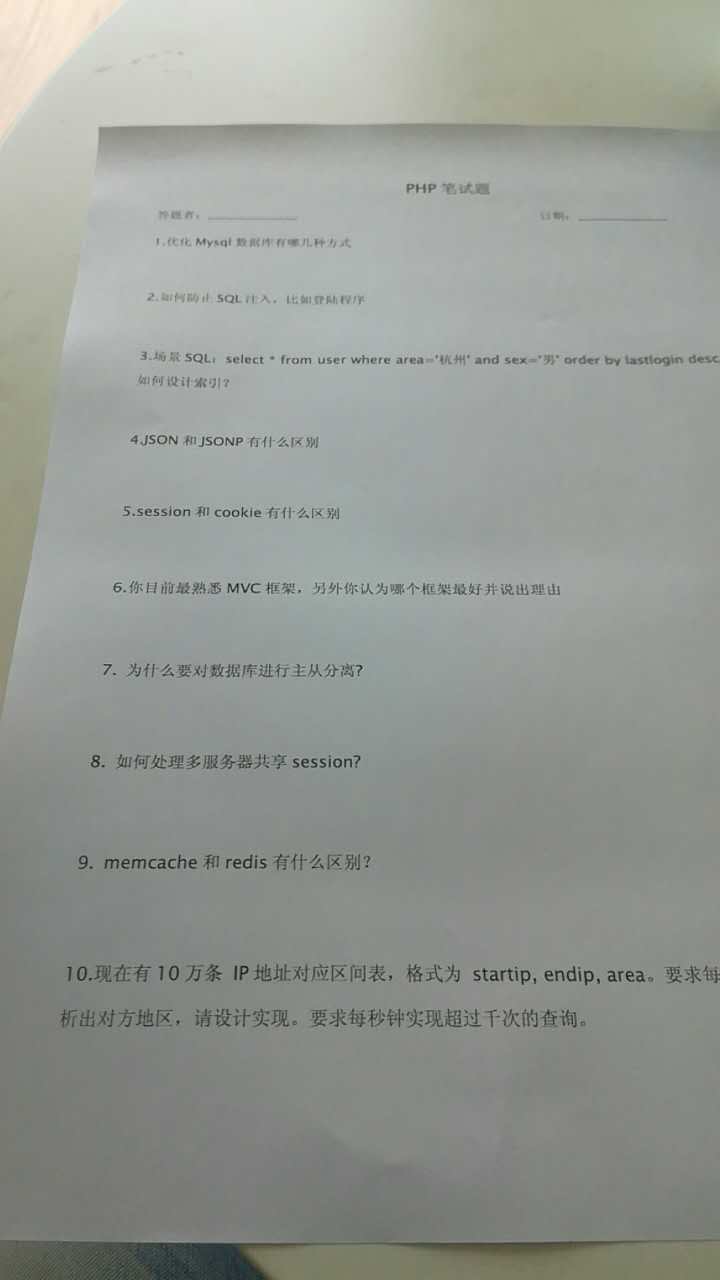 PHP 笔试题
答题者：__________ 日期：__________
1.优化 Mysql 数据库有哪几种方式
2.如何防止 SQL 注入，比如登陆程序
3.场景 SQL：select * from user where area='杭州' and sex='男' order by lastlogin desc
如何设计索引？
4.JSON 和 JSONP 有什么区别
5.session 和 cookie 有什么区别
6.你目前最熟悉 MVC 框架，另外你认为哪个框架最好并说出理由
7. 为什么要对数据库进行主从分离?
8. 如何处理多服务器共享 session?
9. memcache 和 redis 有什么区别？
10.现在有 10 万条 IP 地址对应区间表，格式为 startip, endip, area。要求每
析出对方地区，请设计实现。要求每秒钟实现超过千次的查询。